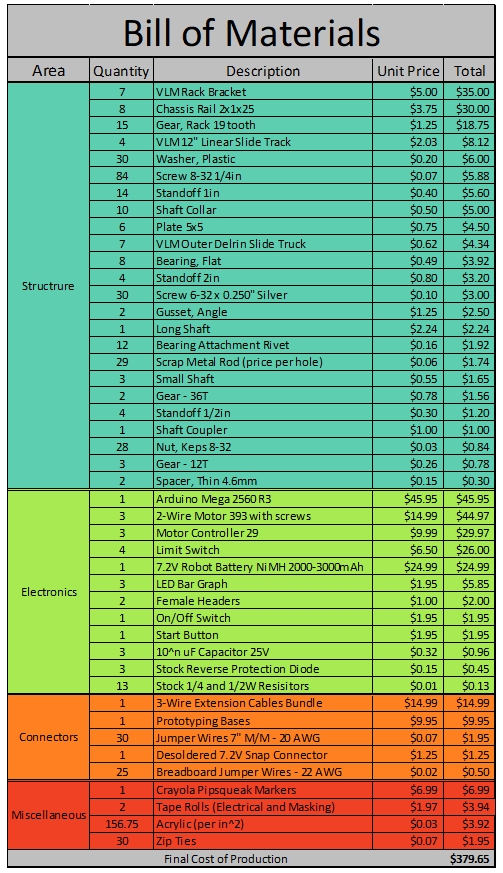 Bill of Materials
Area Quantity Description Unit Price Total
Structrure
7 VLM Rack Bracket $5.00 $35.00
8 Chassis Rail 2x1x25 $3.75 $30.00
15 Gear, Rack 19 tooth $1.25 $18.75
4 VLM 12" Linear Slide Track $2.03 $8.12
30 Washer, Plastic $0.20 $6.00
84 Screw 8-32 1/4in $0.07 $5.88
14 Standoff 1in $0.40 $5.60
10 Shaft Collar $0.50 $5.00
6 Plate 5x5 $0.75 $4.50
7 VLM Outer Delrin Slide Truck $0.62 $4.34
8 Bearing, Flat $0.49 $3.92
4 Standoff 2in $0.80 $3.20
30 Screw 6-32 x 0.250" Silver $0.10 $3.00
2 Gusset, Angle $1.25 $2.50
1 Long Shaft $2.24 $2.24
12 Bearing Attachment Rivet $0.16 $1.92
29 Scrap Metal Rod (price per hole) $0.06 $1.74
3 Small Shaft $0.55 $1.65
2 Gear - 36T $0.78 $1.56
4 Standoff 1/2in $0.30 $1.20
1 Shaft Coupler $1.00 $1.00
28 Nut, Keps 8-32 $0.03 $0.84
3 Gear - 12T $0.26 $0.78
2 Spacer, Thin 4.6mm $0.15 $0.30
Electronics
1 Arduino Mega 2560 R3 $45.95 $45.95
3 2-Wire Motor 393 with screws $14.99 $44.97
3 Motor Controller 29 $9.99 $29.97
4 Limit Switch $6.50 $26.00
1 7.2V Robot Battery NiMH 2000-3000mAh $24.99 $24.99
3 LED Bar Graph $1.95 $5.85
2 Female Headers $1.00 $2.00
1 On/Off Switch $1.95 $1.95
1 Start Button $1.95 $1.95
3 10^n uF Capacitor 25V $0.32 $0.96
3 Stock Reverse Protection Diode $0.15 $0.45
13 Stock 1/4 and 1/2W Resisitors $0.01 $0.13
Connectors
1 3-Wire Extension Cables Bundle $14.99 $14.99
1 Prototyping Bases $9.95 $9.95
30 Jumper Wires 7" M/M - 20 AWG $0.07 $1.95
1 Desoldered 7.2V Snap Connector $1.25 $1.25
25 Breadboard Jumper Wires - 22 AWG $0.02 $0.50
Miscellaneous
1 Crayola Pipsqueak Markers $6.99 $6.99
2 Tape Rolls (Electrical and Masking) $1.97 $3.94
156.75 Acrylic (per in^2) $0.03 $3.92
30 Zip Ties $0.07 $1.95
Final Cost of Production $379.65